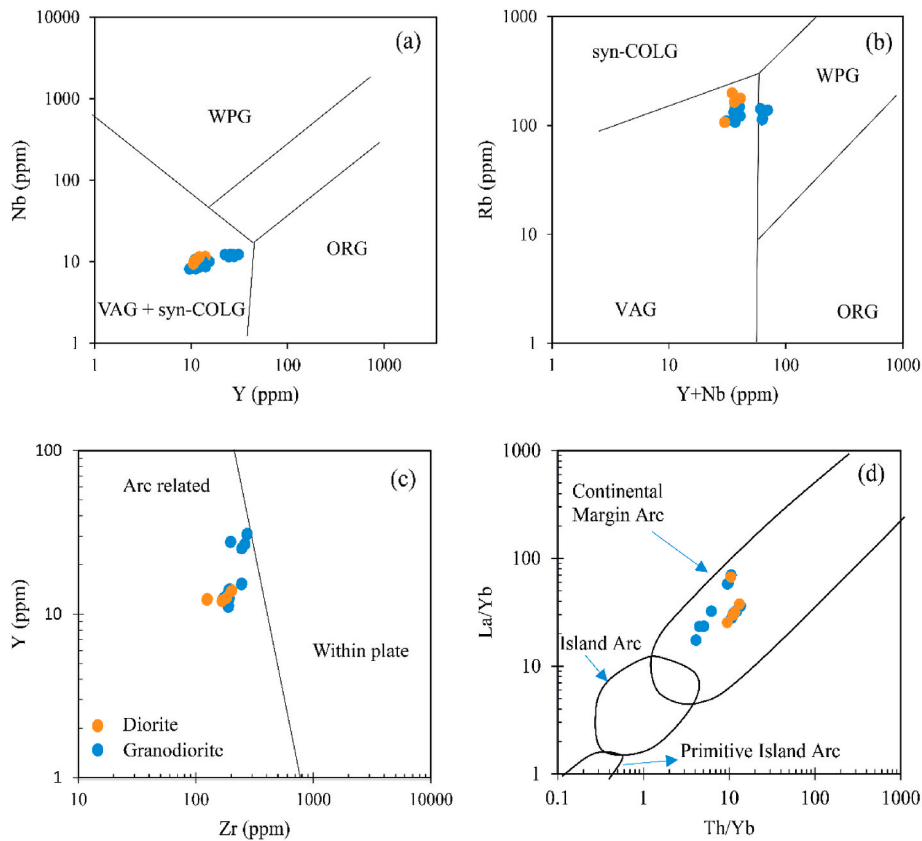 10000
(a)
1000
WPG
100
Nb (ppm)
10
ORG
VAG + syn-COLG
1
1
10
100
1000
Y (ppm)
1000
(b)
syn-COLG
WPG
100
Rb (ppm)
10
VAG
ORG
1
1
10
100
1000
Y+Nb (ppm)
100
(c)
Arc related
Y (ppm)
10
Within plate
Diorite
Granodiorite
1
10
100
1000
10000
Zr (ppm)
1000
(d)
Continental
Margin Arc
100
La/Yb
Island Arc
10
Primitive Island Arc
1
0.1
1
10
100
1000
Th/Yb